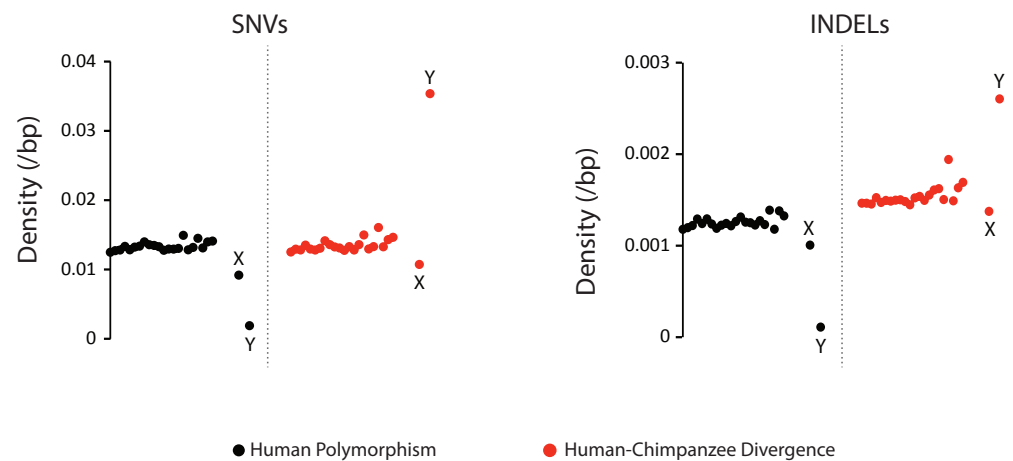 SNVs
Density (/bp)
0.04
0.03
0.02
0.01
0
X
Y
Y
X
INDELs
Density (/bp)
0.003
0.002
0.001
0
X
Y
Y
X
Human Polymorphism
Human-Chimpanzee Divergence